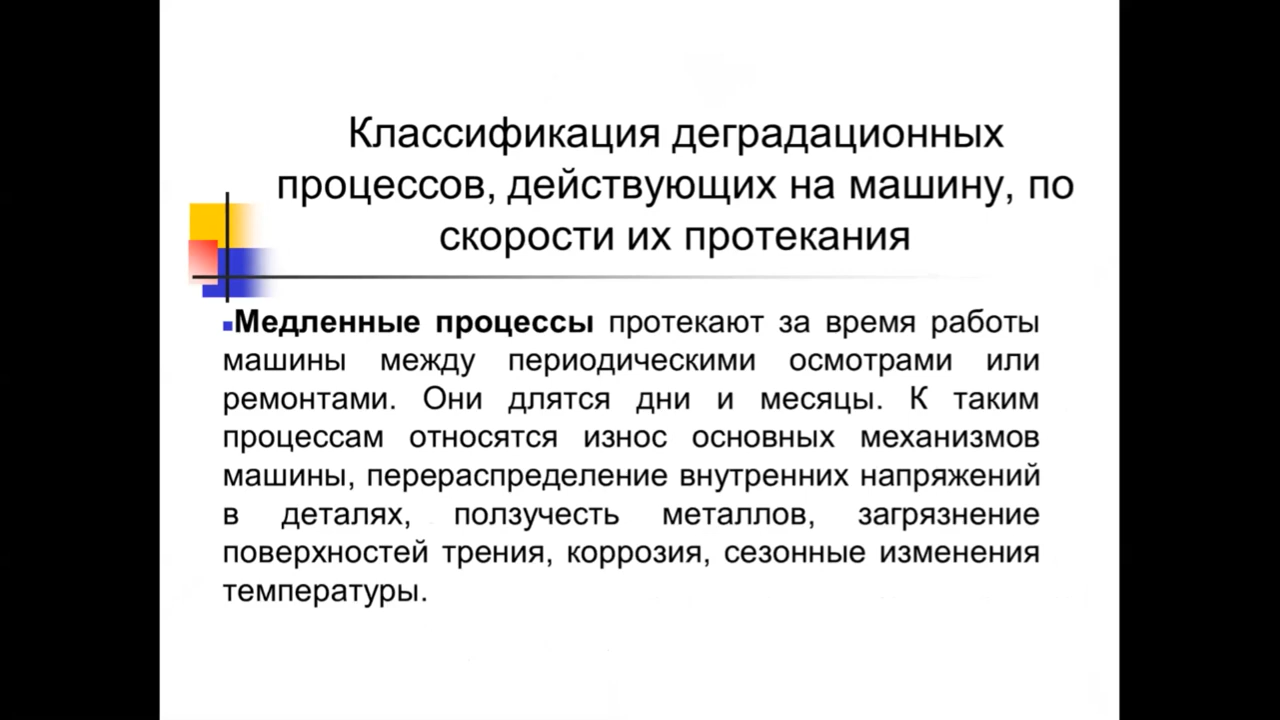 Классификация деградационных
процессов, действующих на машину, по
скорости их протекания
Медленные процессы протекают за время работы
машины между периодическими осмотрами или
ремонтами. Они длятся дни и месяцы. К таким
процессам относятся износ основных механизмов
машины, перераспределение внутренних напряжений
в деталях, ползучесть металлов, загрязнение
поверхностей трения, коррозия, сезонные изменения
температуры.